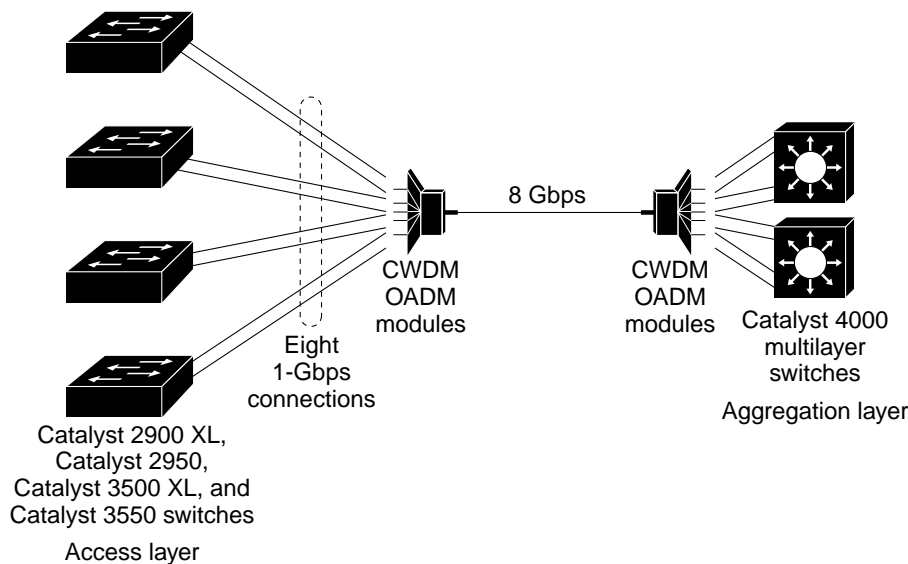 8 Gbps
CWDM
OADM
modules
CWDM
OADM
modules
Eight
1-Gbps
connections
Catalyst 4000
multilayer
switches
Aggregation layer
Catalyst 2900 XL,
Catalyst 2950,
Catalyst 3500 XL, and
Catalyst 3550 switches
Access layer